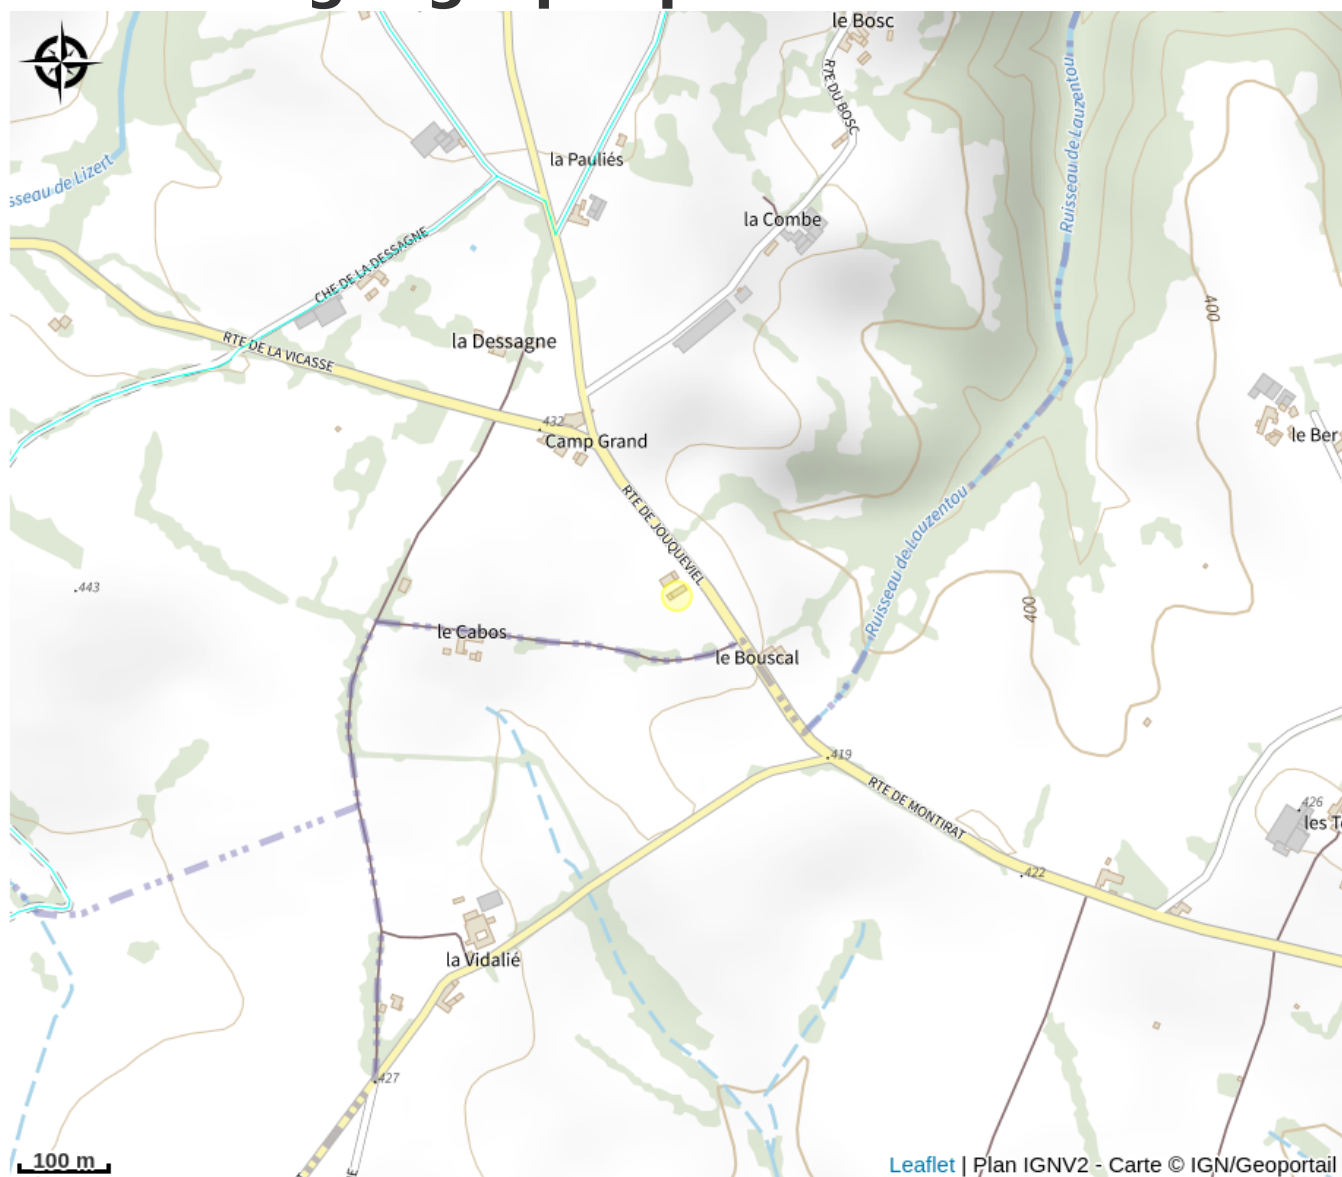 le Bosc
RTE DU BOSC
Ruisseau de Lauzentou
la Pauliés
sseau de Lizert
la Combe
CHE DE LA DESSAGNE
400
RTE DE LA VICASSE
la Dessagne
432
Camp Grand
le Ber
RTE DE JOUQUEVIEL
Ruisseau de Lauzentou
443
400
le Cabos
le Bouscal
419
RTE DE MONTIRAT
426
les T
422
la Vidalié
427
100 m
Leaflet | Plan IGNV2 - Carte © IGN/Geoportail